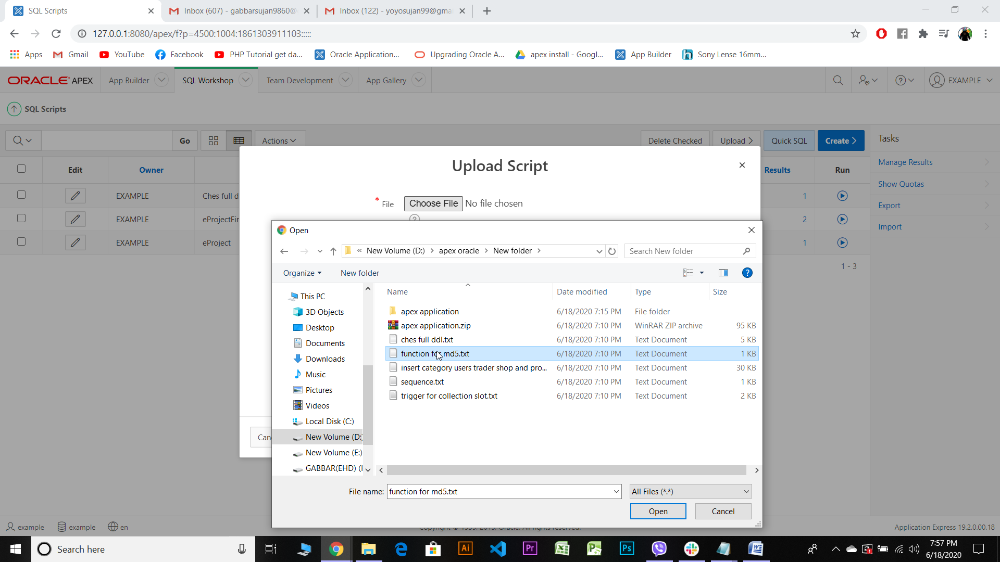 SQL Scripts
Inbox (607) - gabbarsujan9860@
Inbox (122) - yoyosujan99@gma
127.0.0.1:8080/apex/f?p=4500:1004:1861303911103:::::
Apps
Gmail
YouTube
Facebook
PHP Tutorial get da...
Oracle Application...
Upgrading Oracle A...
apex install - Googl...
App Builder
Sony Lense 16mm...
ORACLE APEX
App Builder
SQL Workshop
Team Development
App Gallery
EXAMPLE
SQL Scripts
Go
Actions
Delete Checked
Upload
Quick SQL
Create
Tasks
Manage Results
Show Quotas
Export
Import
Edit
Owner
Results
Run
EXAMPLE
Ches full d
1
EXAMPLE
eProjectFir
2
EXAMPLE
eProject
1
1 - 3
Upload Script
* File
Choose File
No file chosen
Can
Open
« New Volume (D:) > apex oracle > New folder >
Search New folder
Organize
New folder
This PC
3D Objects
Desktop
Documents
Downloads
Music
Pictures
Videos
Local Disk (C:)
New Volume (D:
New Volume (E:)
GABBAR(EHD) (
Name Date modified Type Size
apex application 6/18/2020 7:15 PM File folder
apex application.zip 6/18/2020 7:10 PM WinRAR ZIP archive 95 KB
ches full ddl.txt 6/18/2020 7:10 PM Text Document 5 KB
function for md5.txt 6/18/2020 7:10 PM Text Document 1 KB
insert category users trader shop and pro... 6/18/2020 7:10 PM Text Document 30 KB
sequence.txt 6/18/2020 7:10 PM Text Document 1 KB
trigger for collection slot.txt 6/18/2020 7:10 PM Text Document 2 KB
File name: function for md5.txt
All Files (*.*)
Open
Cancel
example
example
en
Application Express 19.2.0.00.18
Search here
7:57 PM
6/18/2020